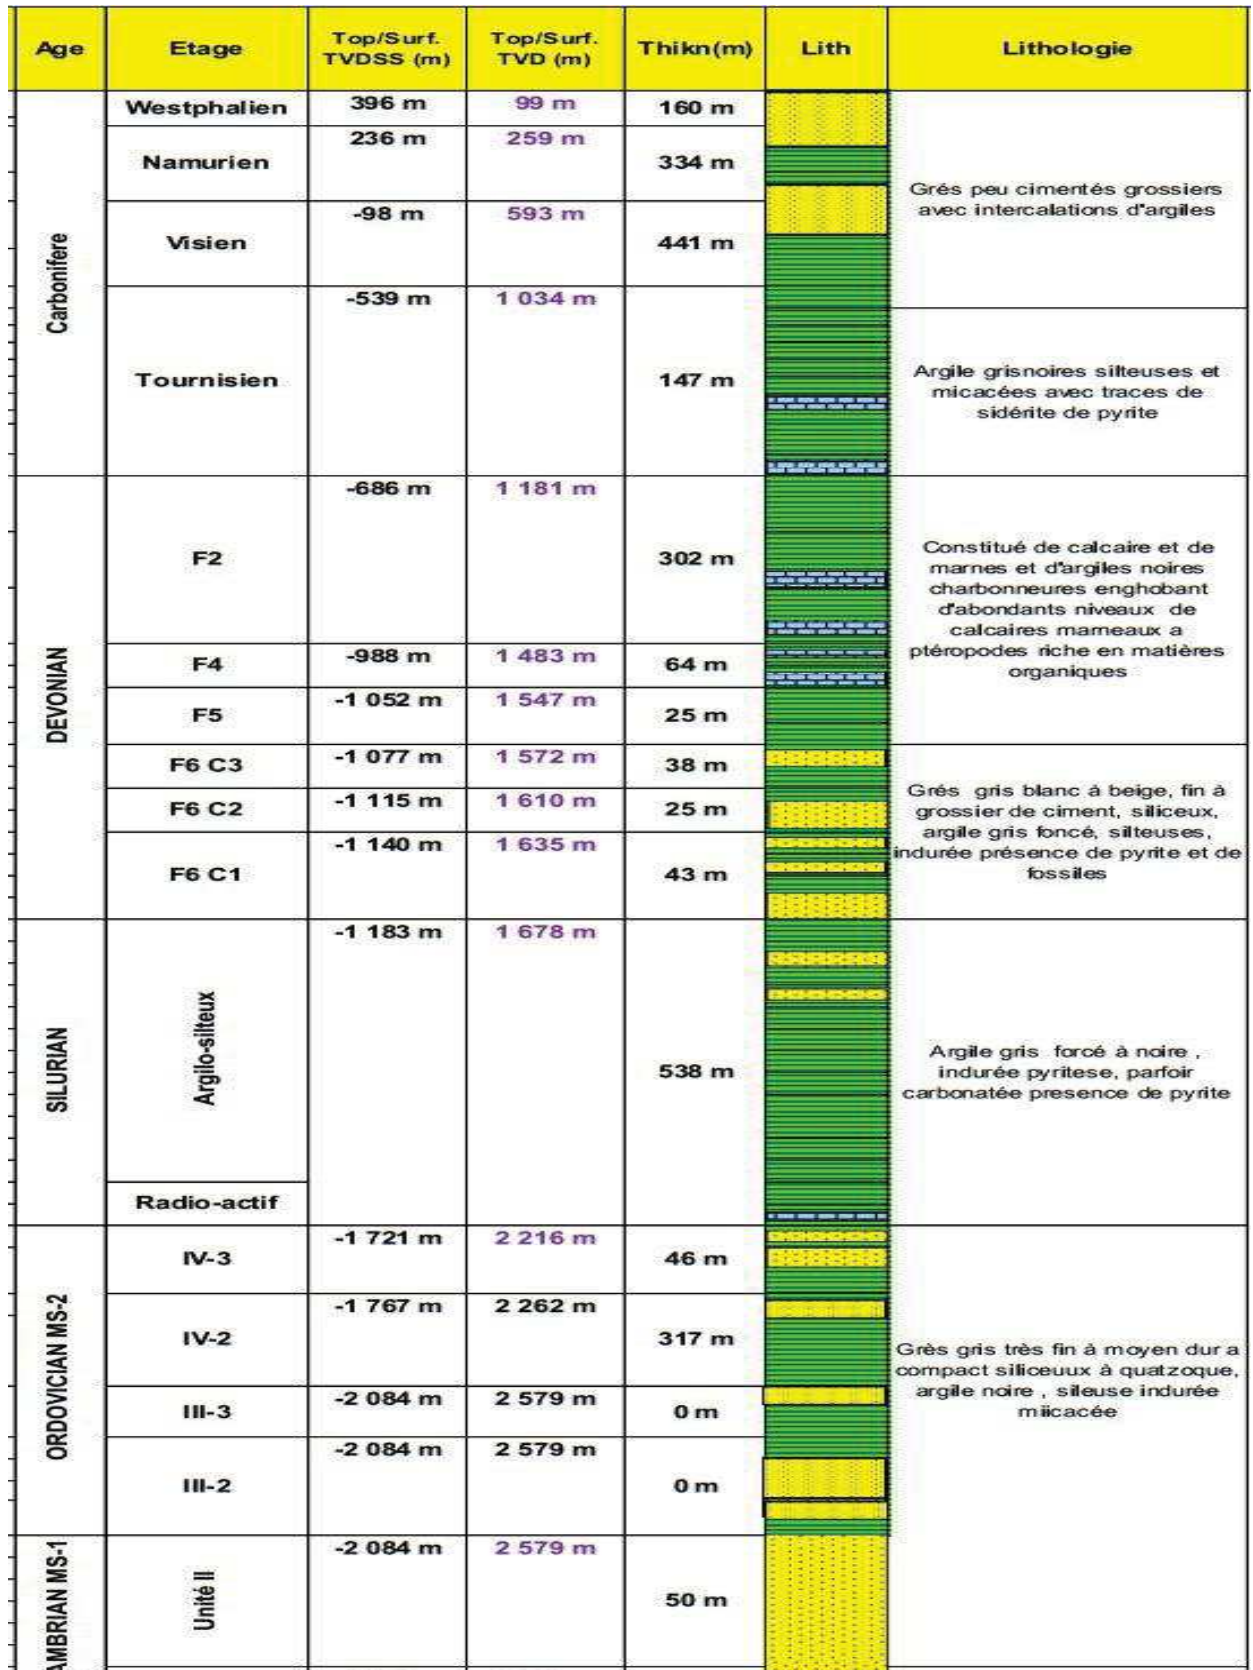 Age
Etage
Top/Surf.
TVDSS (m)
Top/Surf.
TVD (m)
Thikn(m)
Lith
Lithologie
Carbonifere
Westphalien
396 m
99 m
160 m
Namurien
236 m
259 m
334 m
Visien
-98 m
593 m
441 m
Grés peu cimentés grossiers
avec intercalations d'argiles
Tournisien
-539 m
1 034 m
147 m
Argile grisnoires silteuses et
micacées avec traces de
sidérite de pyrite
DEVONIAN
F2
-686 m
1 181 m
302 m
F4
-988 m
1 483 m
64 m
F5
-1 052 m
1 547 m
25 m
Constitué de calcaire et de
marnes et d'argiles noires
charbonneures enghobant
d'abondants niveaux de
calcaires marneaux a
ptéropodes riche en matières
organiques
F6 C3
-1 077 m
1 572 m
38 m
F6 C2
-1 115 m
1 610 m
25 m
F6 C1
-1 140 m
1 635 m
43 m
Grés gris blanc à beige, fin à
grossier de ciment, siliceux,
argile gris foncé, silteuses,
indurée présence de pyrite et de
fossiles
SILURIAN
Argilo-silteux
-1 183 m
1 678 m
538 m
Radio-actif
Argile gris forcé à noire ,
indurée pyritese, parfoir
carbonatée presence de pyrite
ORDOVICIAN MS-2
IV-3
-1 721 m
2 216 m
46 m
IV-2
-1 767 m
2 262 m
317 m
III-3
-2 084 m
2 579 m
0 m
III-2
-2 084 m
2 579 m
0 m
Grès gris très fin à moyen dur a
compact siliceuux à quatzoque,
argile noire , sileuse indurée
miicacée
AMBRIAN MS-1
Unité II
-2 084 m
2 579 m
50 m